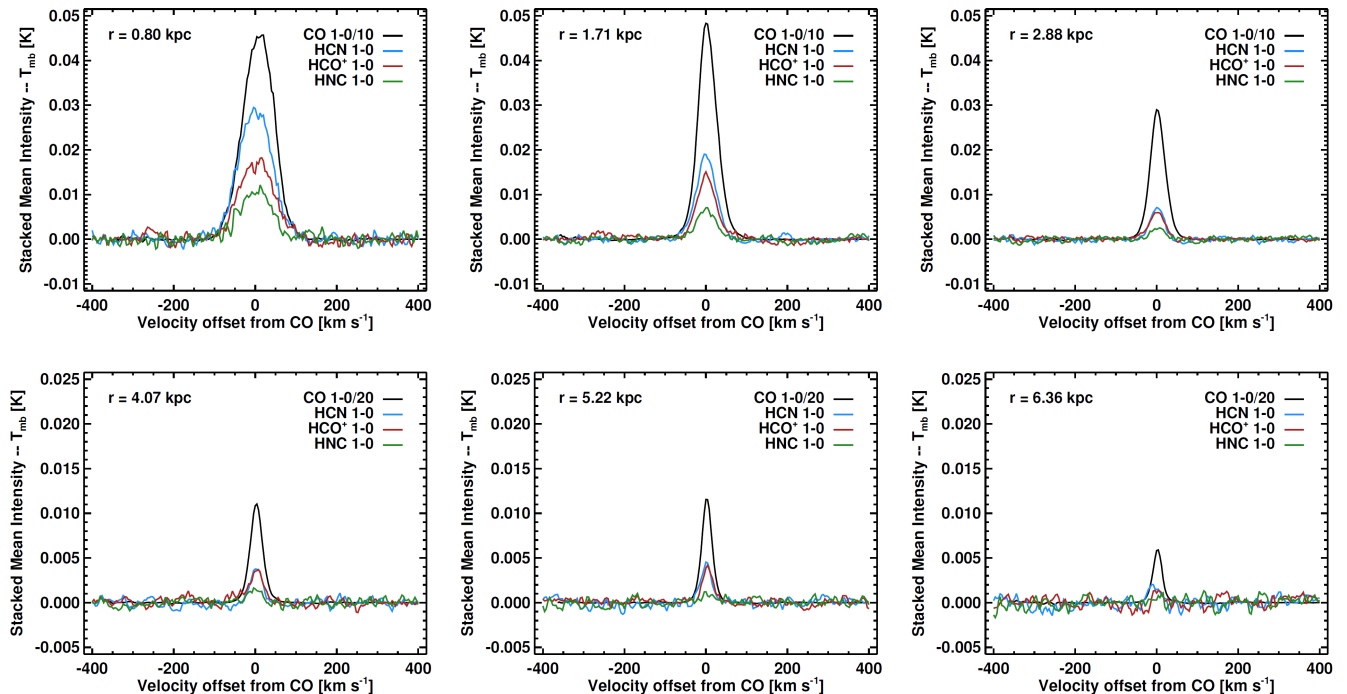 Stacked Mean Intensity -- Tmb [K]
0.05
0.04
0.03
0.02
0.01
0.00
-0.01
r = 0.80 kpc
CO 1-0/10
HCN 1-0
HCO+ 1-0
HNC 1-0
-400 -200 0 200 400
Velocity offset from CO [km s-1]
Stacked Mean Intensity -- Tmb [K]
0.05
0.04
0.03
0.02
0.01
0.00
-0.01
r = 1.71 kpc
CO 1-0/10
HCN 1-0
HCO+ 1-0
HNC 1-0
-400 -200 0 200 400
Velocity offset from CO [km s-1]
Stacked Mean Intensity -- Tmb [K]
0.05
0.04
0.03
0.02
0.01
0.00
-0.01
r = 2.88 kpc
CO 1-0/10
HCN 1-0
HCO+ 1-0
HNC 1-0
-400 -200 0 200 400
Velocity offset from CO [km s-1]
Stacked Mean Intensity -- Tmb [K]
0.025
0.020
0.015
0.010
0.005
0.000
-0.005
r = 4.07 kpc
CO 1-0/20
HCN 1-0
HCO+ 1-0
HNC 1-0
-400 -200 0 200 400
Velocity offset from CO [km s-1]
Stacked Mean Intensity -- Tmb [K]
0.025
0.020
0.015
0.010
0.005
0.000
-0.005
r = 5.22 kpc
CO 1-0/20
HCN 1-0
HCO+ 1-0
HNC 1-0
-400 -200 0 200 400
Velocity offset from CO [km s-1]
Stacked Mean Intensity -- Tmb [K]
0.025
0.020
0.015
0.010
0.005
0.000
-0.005
r = 6.36 kpc
CO 1-0/20
HCN 1-0
HCO+ 1-0
HNC 1-0
-400 -200 0 200 400
Velocity offset from CO [km s-1]